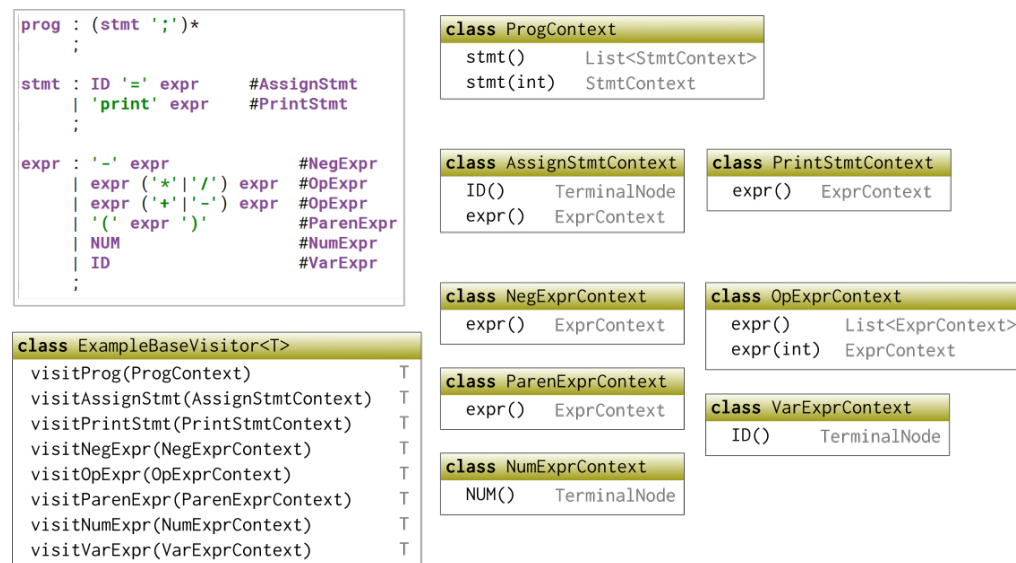 prog : (stmt ';')*
     ;
stmt : ID '=' expr      #AssignStmt
     | 'print' expr     #PrintStmt
     ;
expr : '-' expr              #NegExpr
     | expr ('*'|'/') expr  #OpExpr
     | expr ('+'|'-') expr  #OpExpr
     | '(' expr ')'         #ParenExpr
     | NUM                  #NumExpr
     | ID                   #VarExpr
     ;
class ExampleBaseVisitor<T>
visitProg(ProgContext) T
visitAssignStmt(AssignStmtContext) T
visitPrintStmt(PrintStmtContext) T
visitNegExpr(NegExprContext) T
visitOpExpr(OpExprContext) T
visitParenExpr(ParenExprContext) T
visitNumExpr(NumExprContext) T
visitVarExpr(VarExprContext) T
class ProgContext
stmt() List<StmtContext>
stmt(int) StmtContext
class AssignStmtContext
ID() TerminalNode
expr() ExprContext
class PrintStmtContext
expr() ExprContext
class NegExprContext
expr() ExprContext
class OpExprContext
expr() List<ExprContext>
expr(int) ExprContext
class ParenExprContext
expr() ExprContext
class VarExprContext
ID() TerminalNode
class NumExprContext
NUM() TerminalNode